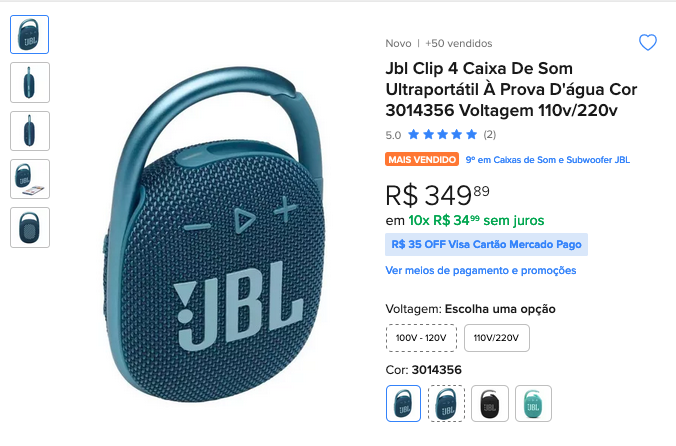 Novo | +50 vendidos
Jbl Clip 4 Caixa De Som
Ultraportátil À Prova D'água Cor
3014356 Voltagem 110v/220v
5.0 (2)
MAIS VENDIDO 9º em Caixas de Som e Subwoofer JBL
R$ 349 89
em 10x R$ 34 99 sem juros
R$ 35 OFF Visa Cartão Mercado Pago
Ver meios de pagamento e promoções
Voltagem: Escolha uma opção
100V - 120V 110V/220V
Cor: 3014356
JBL